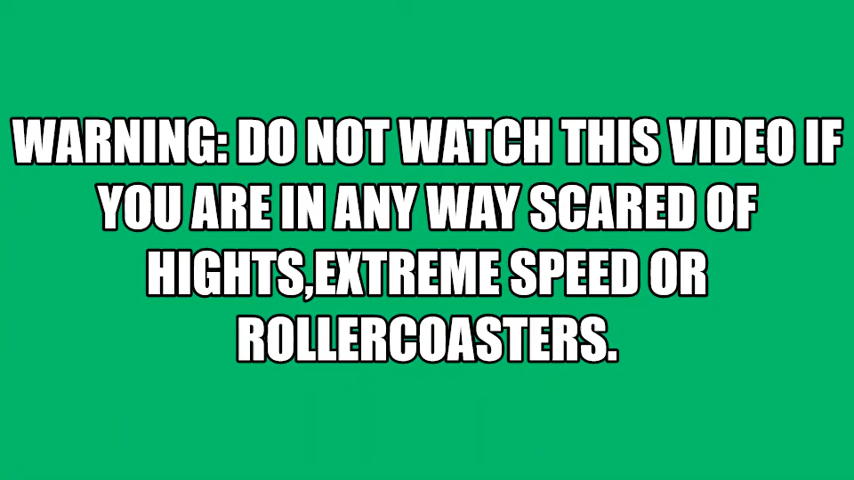 WARNING: DO NOT WATCH THIS VIDEO IF
YOU ARE IN ANY WAY SCARED OF
HIGHTS,EXTREME SPEED OR
ROLLERCOASTERS.